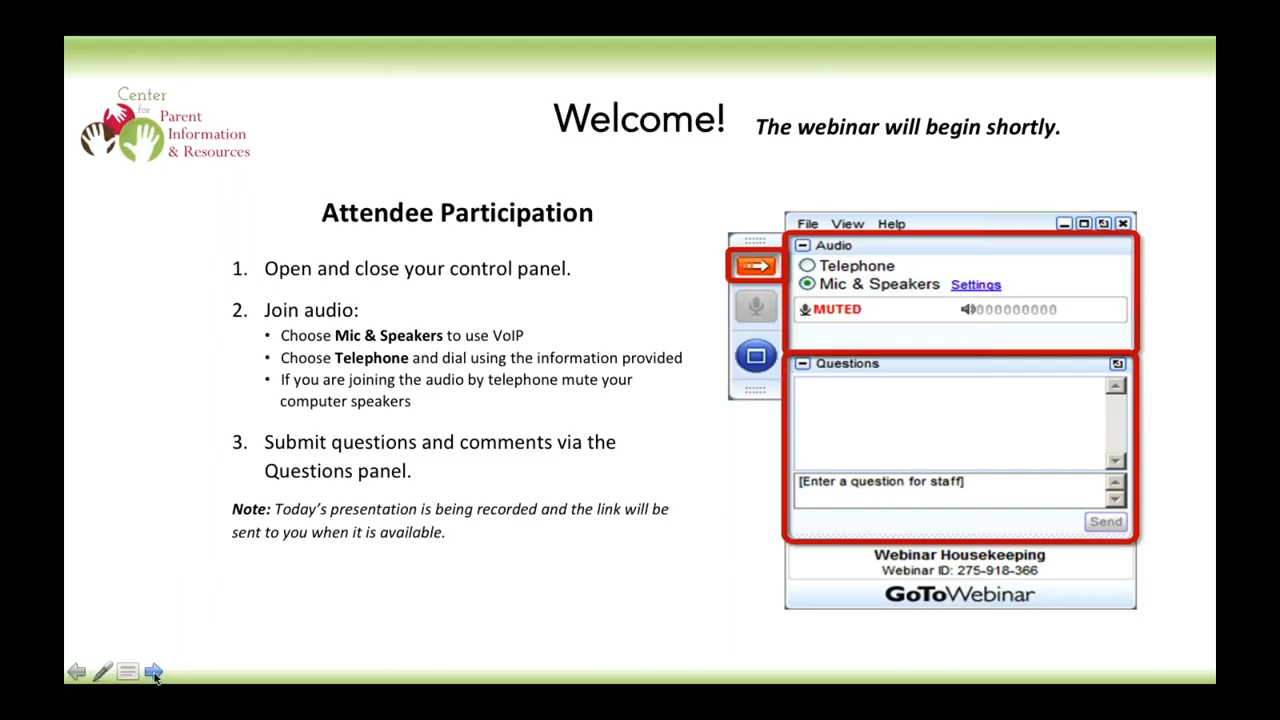 Center
for
Parent
Information
& Resources
Welcome!
The webinar will begin shortly.
Attendee Participation
1. Open and close your control panel.
2. Join audio:
• Choose Mic & Speakers to use VoIP
• Choose Telephone and dial using the information provided
• If you are joining the audio by telephone mute your
computer speakers
3. Submit questions and comments via the
Questions panel.
Note: Today's presentation is being recorded and the link will be
sent to you when it is available.
File View Help
Audio
Telephone
Mic & Speakers Settings
MUTED 000000000
Questions
[Enter a question for staff]
Send
Webinar Housekeeping
Webinar ID: 275-918-366
GoToWebinar